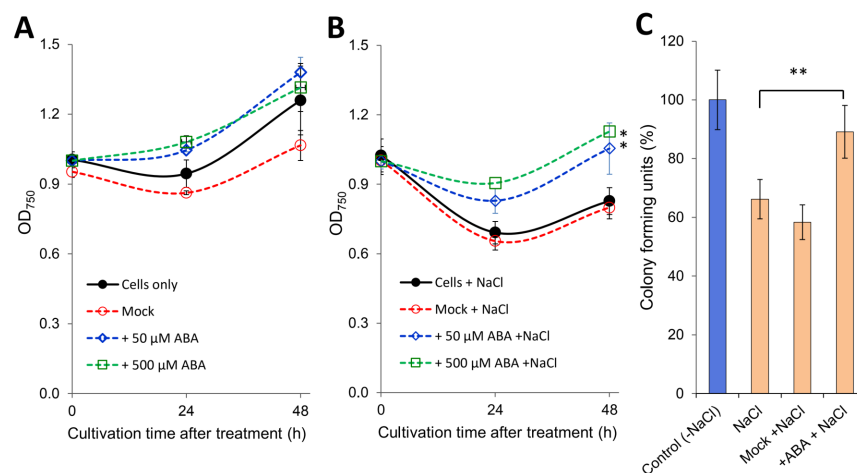 A
1.5
1.2
0.9
0.6
0.3
0.0
OD750
Cells only
Mock
+ 50 µM ABA
+ 500 µM ABA
0
24
48
Cultivation time after treatment (h)
B
1.5
1.2
0.9
0.6
0.3
0.0
OD750
*
*
Cells + NaCl
Mock + NaCl
+ 50 µM ABA +NaCl
+ 500 µM ABA +NaCl
0
24
48
Cultivation time after treatment (h)
C
120
100
80
60
40
20
0
Colony forming units (%)
**
Control (-NaCl)
NaCl
Mock +NaCl
+ABA + NaCl